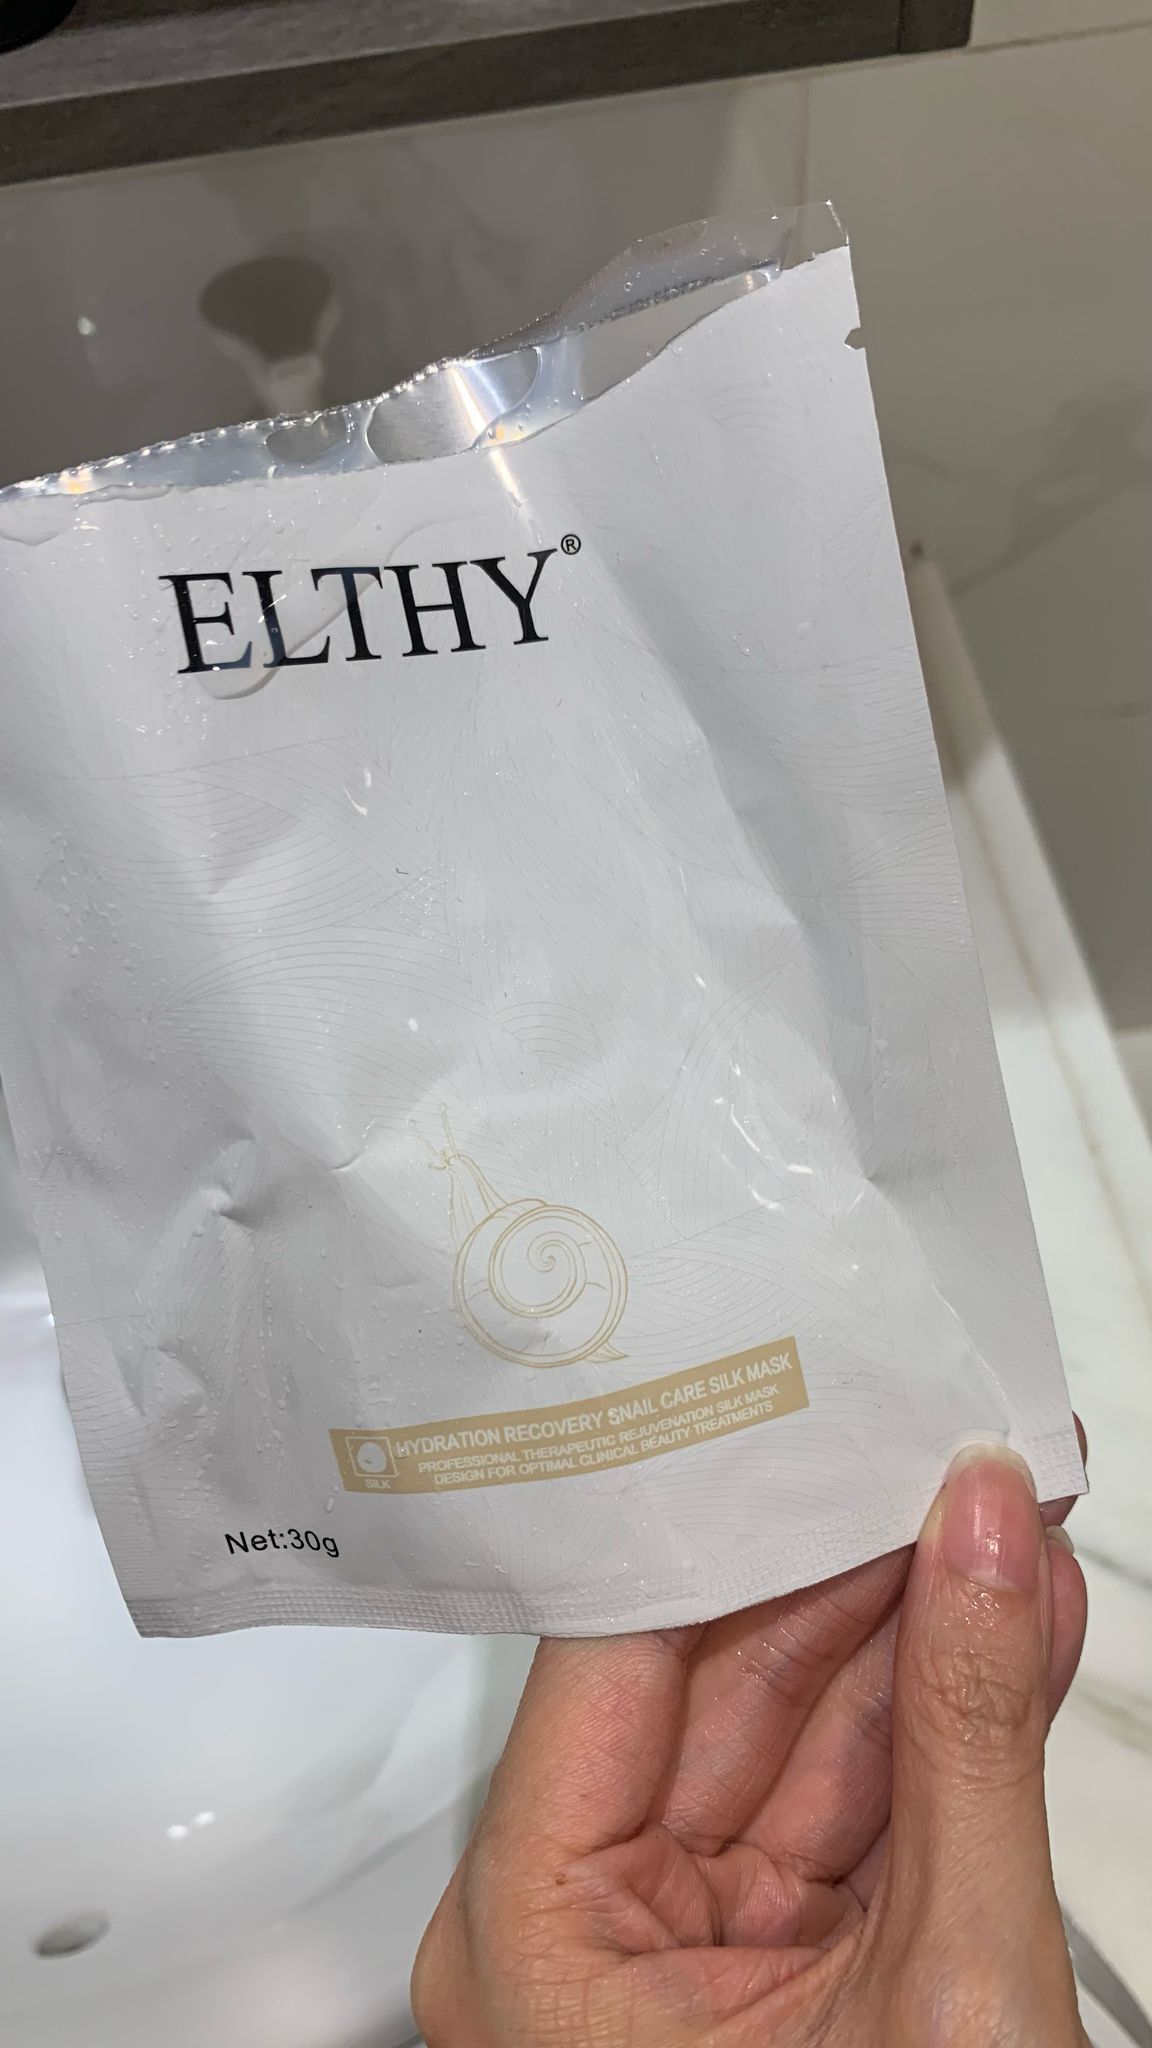 ELTHY®
HYDRATION RECOVERY SNAIL CARE SILK MASK
PROFESSIONAL THERAPEUTIC REJUVENATION SILK MASK
DESIGN FOR OPTIMAL CLINICAL BEAUTY TREATMENTS
SILK
Net:30g